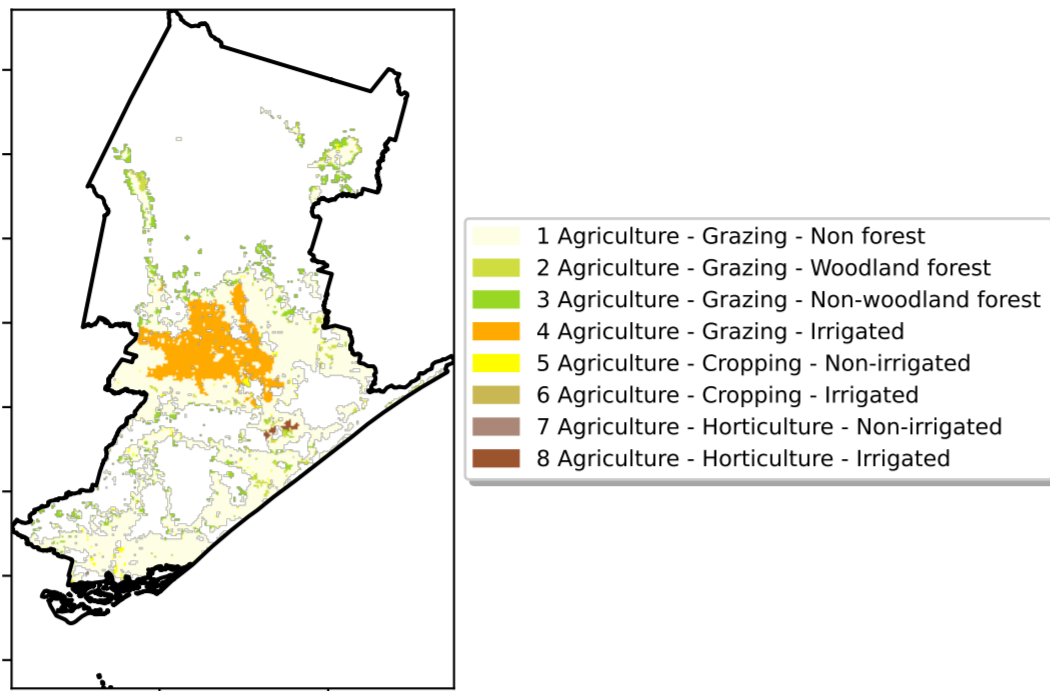 1 Agriculture - Grazing - Non forest
2 Agriculture - Grazing - Woodland forest
3 Agriculture - Grazing - Non-woodland forest
4 Agriculture - Grazing - Irrigated
5 Agriculture - Cropping - Non-irrigated
6 Agriculture - Cropping - Irrigated
7 Agriculture - Horticulture - Non-irrigated
8 Agriculture - Horticulture - Irrigated